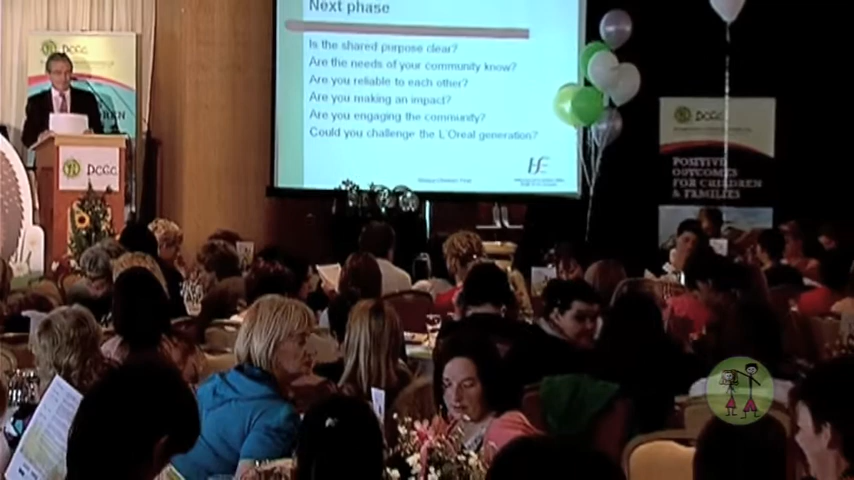 Next phase
Is the shared purpose clear?
Are the needs of your community know?
Are you reliable to each other?
Are you making an impact?
Are you engaging the community?
Could you challenge the L'Oreal generation?
DCCC
DCCC
DCCC
POSITIVE
OUTCOMES
FOR CHILDREN
& FAMILIES